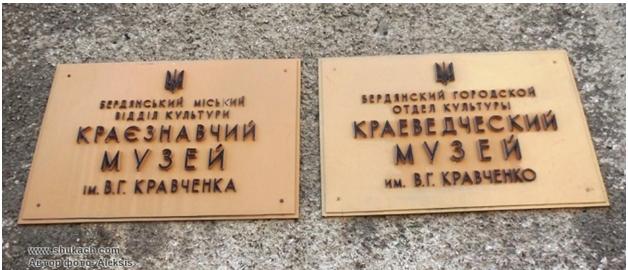 БЕРДЯНСЬКИЙ МІСЬКИЙ
ВІДДІЛ КУЛЬТУРИ
КРАЄЗНАВЧИЙ
МУЗЕЙ
ІМ. В.Г. КРАВЧЕНКА
БЕРДЯНСКИЙ ГОРОДСКОЙ
ОТДЕЛ КУЛЬТУРЫ
КРАЕВЕДЧЕСКИЙ
МУЗЕЙ
ИМ. В.Г. КРАВЧЕНКО
www.shukach.com
Автор фото: Aleksis